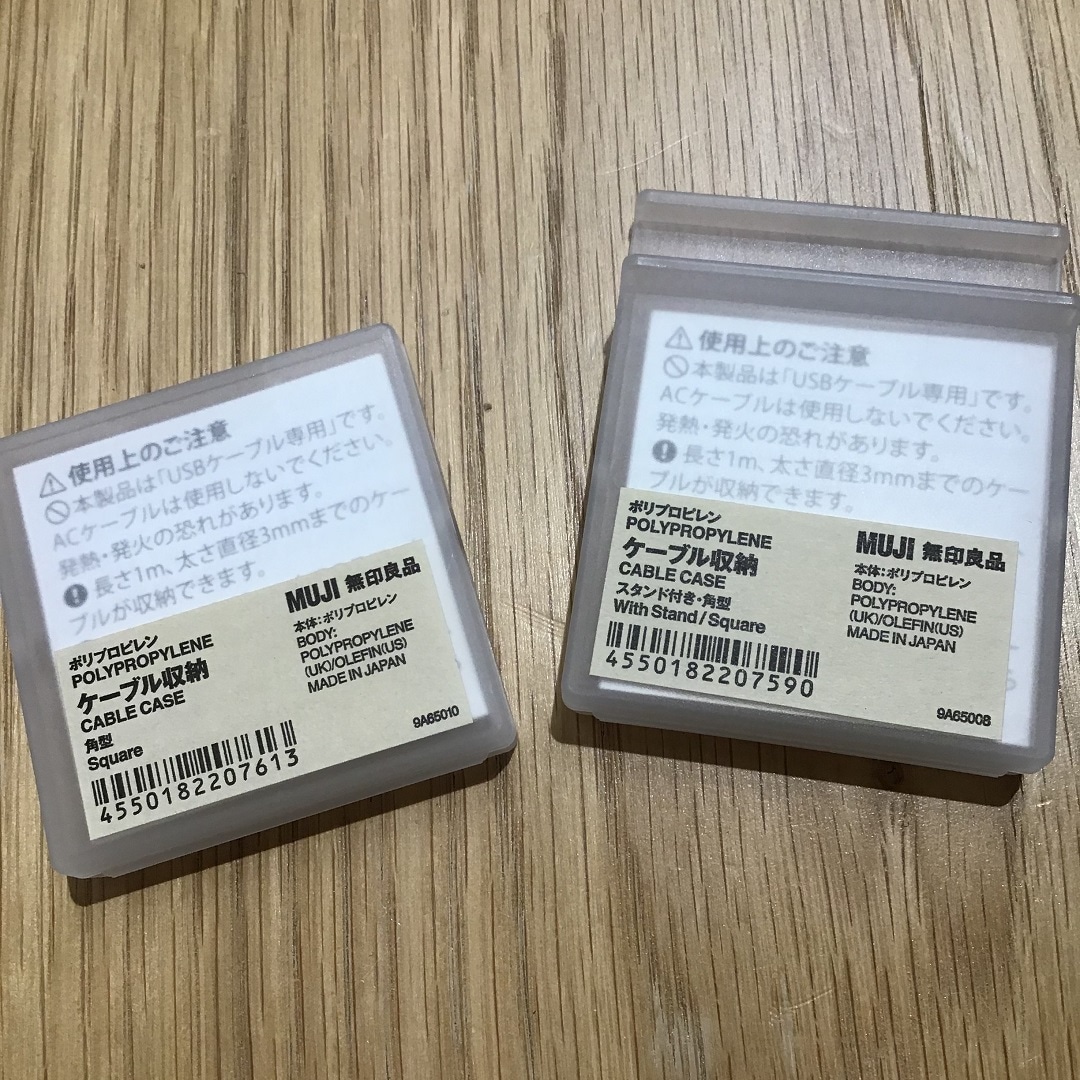 ⚠使用上のご注意
🚫本製品は「USBケーブル専用」です。
ACケーブルは使用しないでください。
発熱・発火の恐れがあります。
❗長さ1m、太さ直径3mmまでのケー
ブルが収納できます。
ポリプロピレン
POLYPROPYLENE
ケーブル収納
CABLE CASE
角型
Square
4550182207613
MUJI 無印良品
本体:ポリプロピレン
BODY:
POLYPROPYLENE
(UK)/OLEFIN(US)
MADE IN JAPAN
9A65010
⚠使用上のご注意
🚫本製品は「USBケーブル専用」です。
ACケーブルは使用しないでください。
発熱・発火の恐れがあります。
❗長さ1m、太さ直径3mmまでのケー
ブルが収納できます。
ポリプロピレン
POLYPROPYLENE
ケーブル収納
CABLE CASE
スタンド付き・角型
With Stand/Square
4550182207590
MUJI 無印良品
本体:ポリプロピレン
BODY:
POLYPROPYLENE
(UK)/OLEFIN(US)
MADE IN JAPAN
9A65008